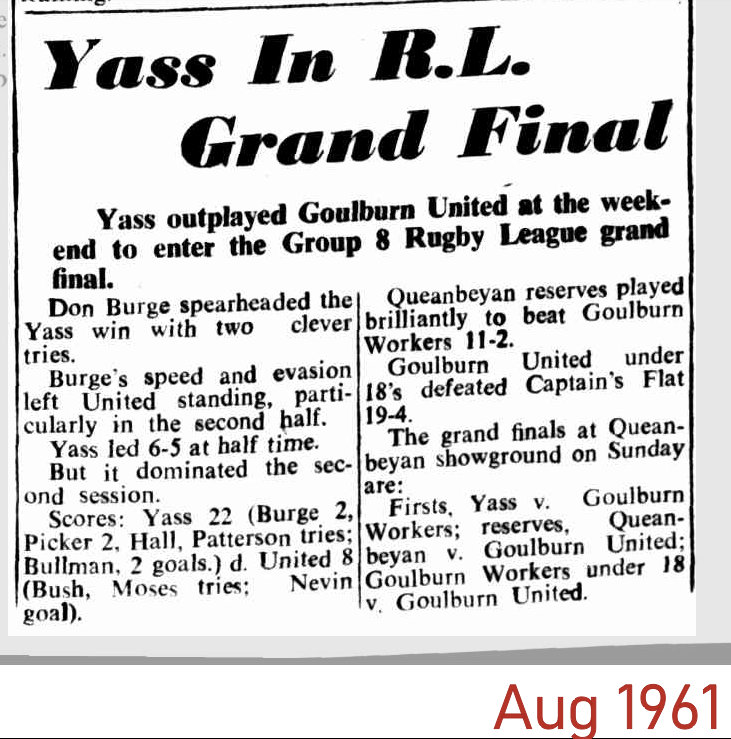 Yass In R.L.
Grand Final
Yass outplayed Goulburn United at the week-
end to enter the Group 8 Rugby League grand
final.
Don Burge spearheaded the
Yass win with two clever
tries.
Burge's speed and evasion
left United standing, parti-
cularly in the second half.
Yass led 6-5 at half time.
But it dominated the sec-
ond session.
Scores: Yass 22 (Burge 2,
Picker 2, Hall, Patterson tries;
Bullman, 2 goals.) d. United 8
(Bush, Moses tries; Nevin
goal).
Queanbeyan reserves played
brilliantly to beat Goulburn
Workers 11-2.
Goulburn United under
18's defeated Captain's Flat
19-4.
The grand finals at Quean-
beyan showground on Sunday
are:
Firsts, Yass v. Goulburn
Workers; reserves, Quean-
beyan v. Goulburn United;
Goulburn Workers under 18
v. Goulburn United.
Aug 1961